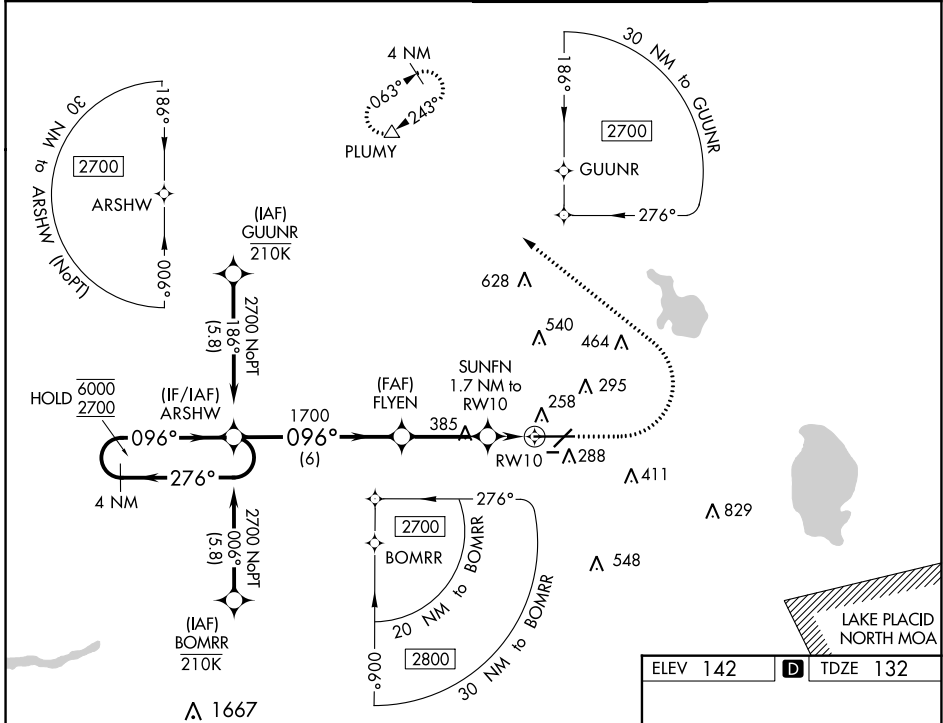 30 NM to GUUNR
186°
2700
GUUNR
276°
4 NM
063°
243°
PLUMY
30 NM to ARSHW (NoPT)
186°
2700
ARSHW
006°
(IAF)
GUUNR
210K
2700 NoPT
186°
(5.8)
628
540
464
295
258
HOLD 6000
2700
(IF/IAF)
ARSHW
096°
276°
4 NM
1700
096°
(6)
(FAF)
FLYEN
385
SUNFN
1.7 NM to
RW10
RW10
288
411
829
548
2700 NoPT
006°
(5.8)
(IAF)
BOMRR
210K
276°
2700
BOMRR
20 NM to BOMRR
006°
2800
30 NM to BOMRR
1667
LAKE PLACID
NORTH MOA
ELEV 142 D TDZE 132